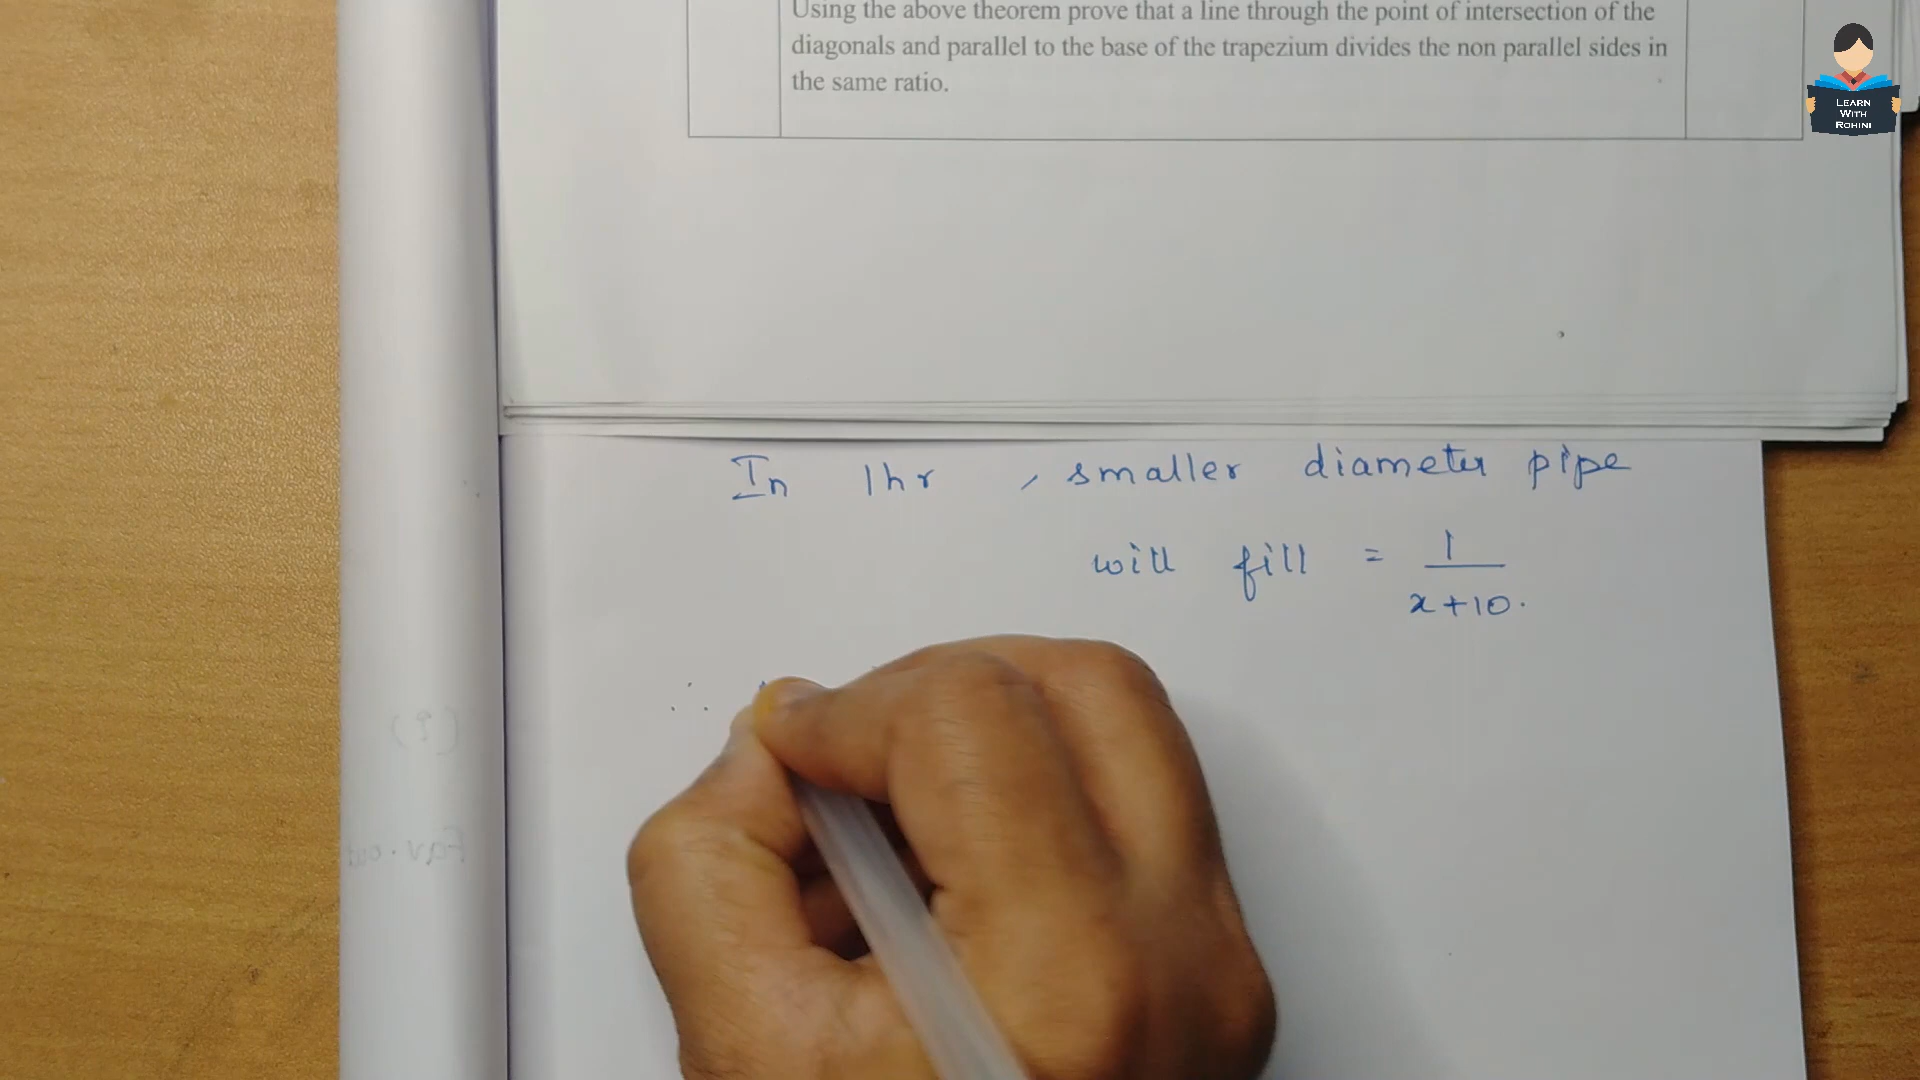 Using the above theorem prove that a line through the point of intersection of the
diagonals and parallel to the base of the trapezium divides the non parallel sides in
the same ratio.
LEARN
WITH
ROHINI
In 1hr , smaller diameter pipe
will fill = 1
x+10.
∴